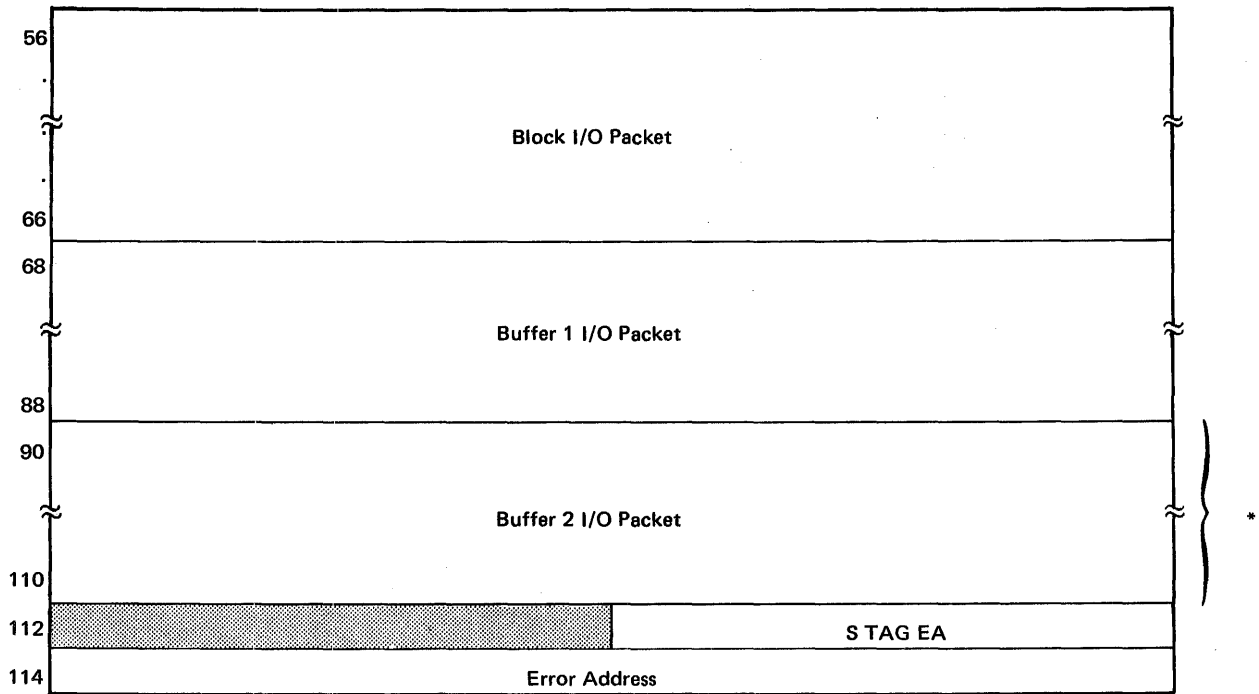 56
.
.
Block I/O Packet
.
66
68
Buffer 1 I/O Packet
88
90
Buffer 2 I/O Packet
*
110
112 S TAG EA
114 Error Address